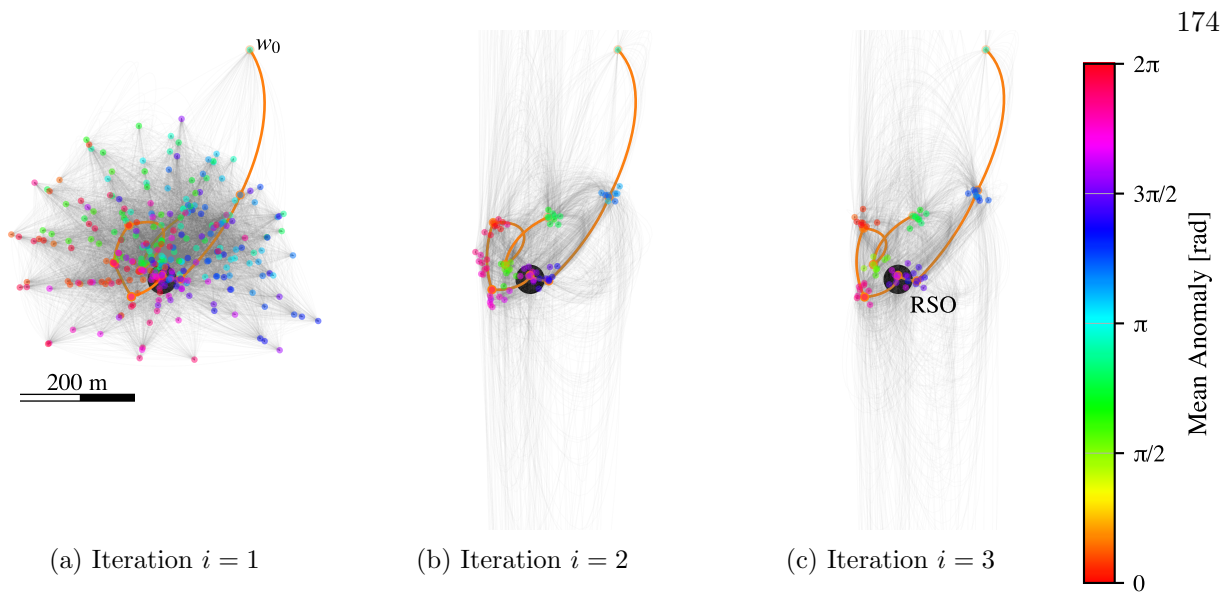 174
w₀
200 m
RSO
2π
3π/2
π
π/2
0
Mean Anomaly [rad]
(a) Iteration i = 1
(b) Iteration i = 2
(c) Iteration i = 3